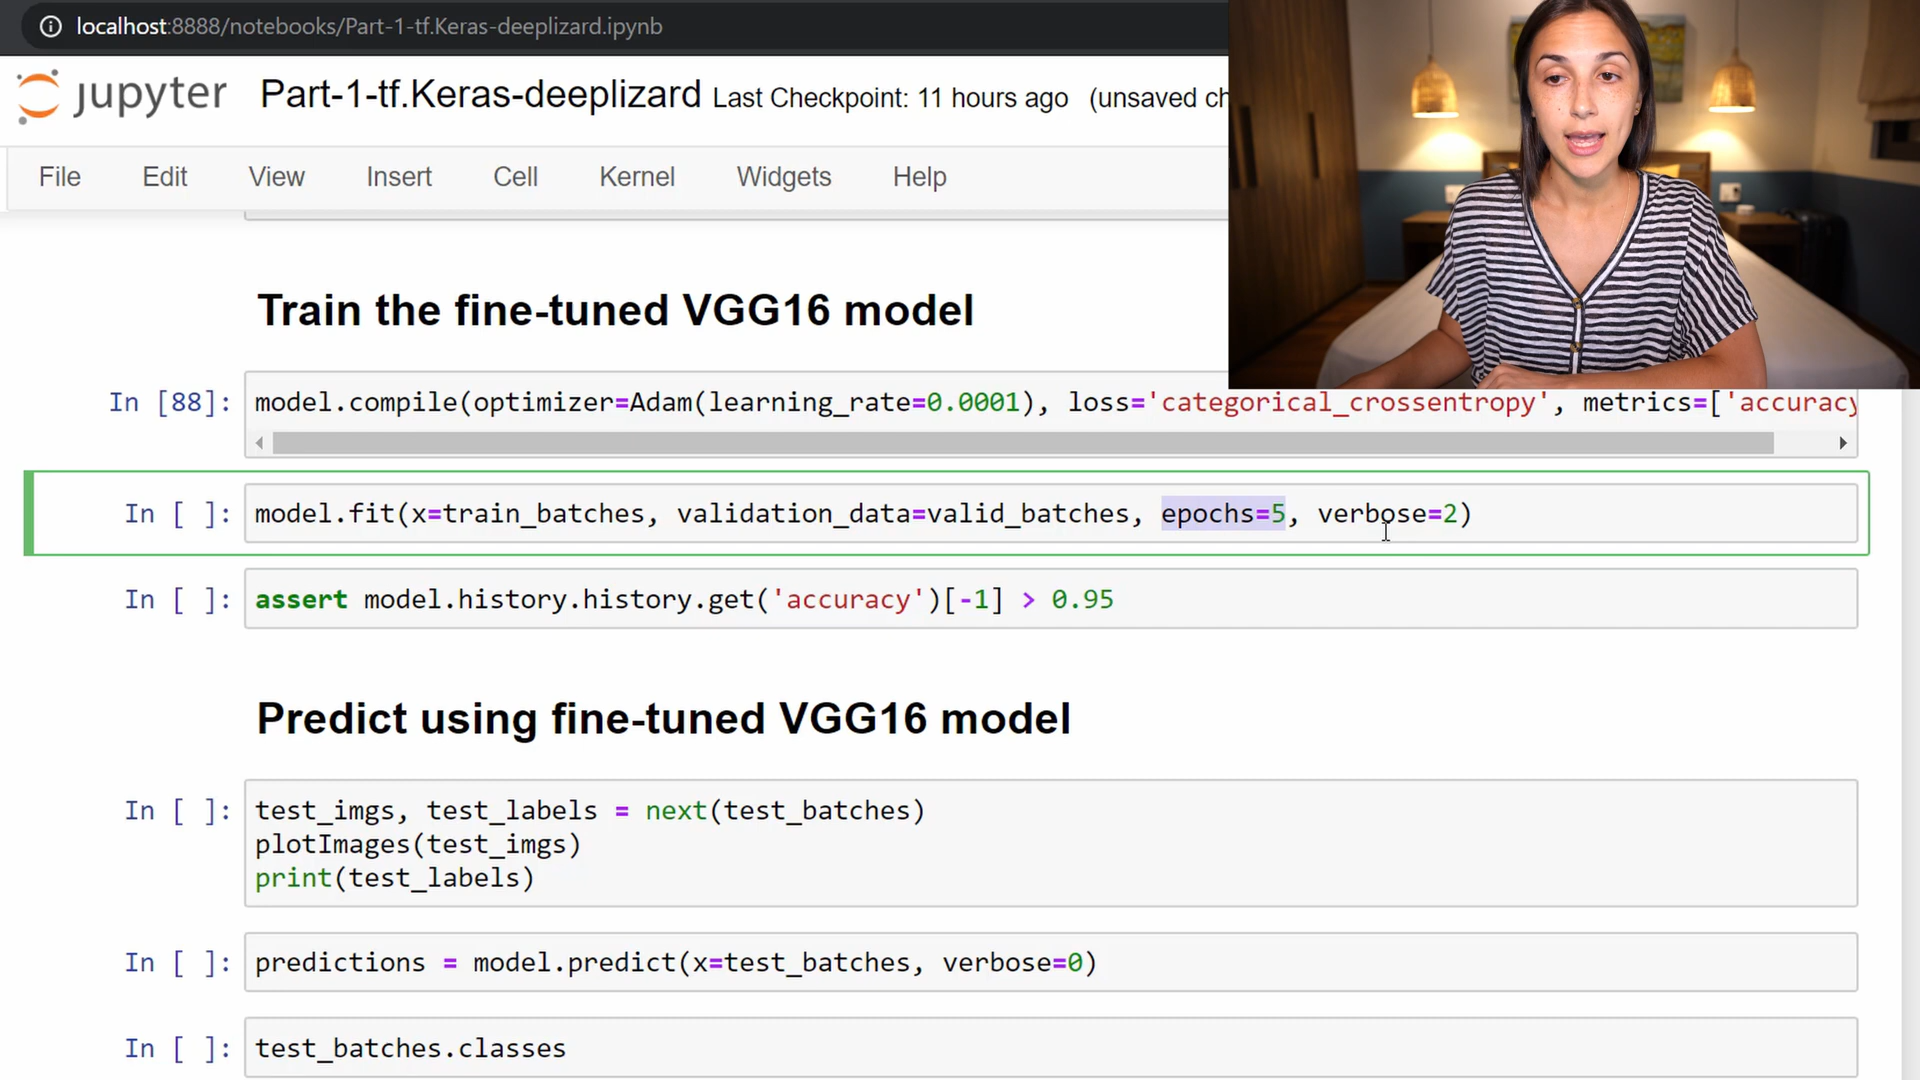 localhost:8888/notebooks/Part-1-tf.Keras-deeplizard.ipynb
jupyter Part-1-tf.Keras-deeplizard Last Checkpoint: 11 hours ago (unsaved ch
File Edit View Insert Cell Kernel Widgets Help
Train the fine-tuned VGG16 model
In [88]: model.compile(optimizer=Adam(learning_rate=0.0001), loss='categorical_crossentropy', metrics=['accuracy
In [ ]: model.fit(x=train_batches, validation_data=valid_batches, epochs=5, verbose=2)
In [ ]: assert model.history.history.get('accuracy')[-1] > 0.95
Predict using fine-tuned VGG16 model
In [ ]: test_imgs, test_labels = next(test_batches)
plotImages(test_imgs)
print(test_labels)
In [ ]: predictions = model.predict(x=test_batches, verbose=0)
In [ ]: test_batches.classes